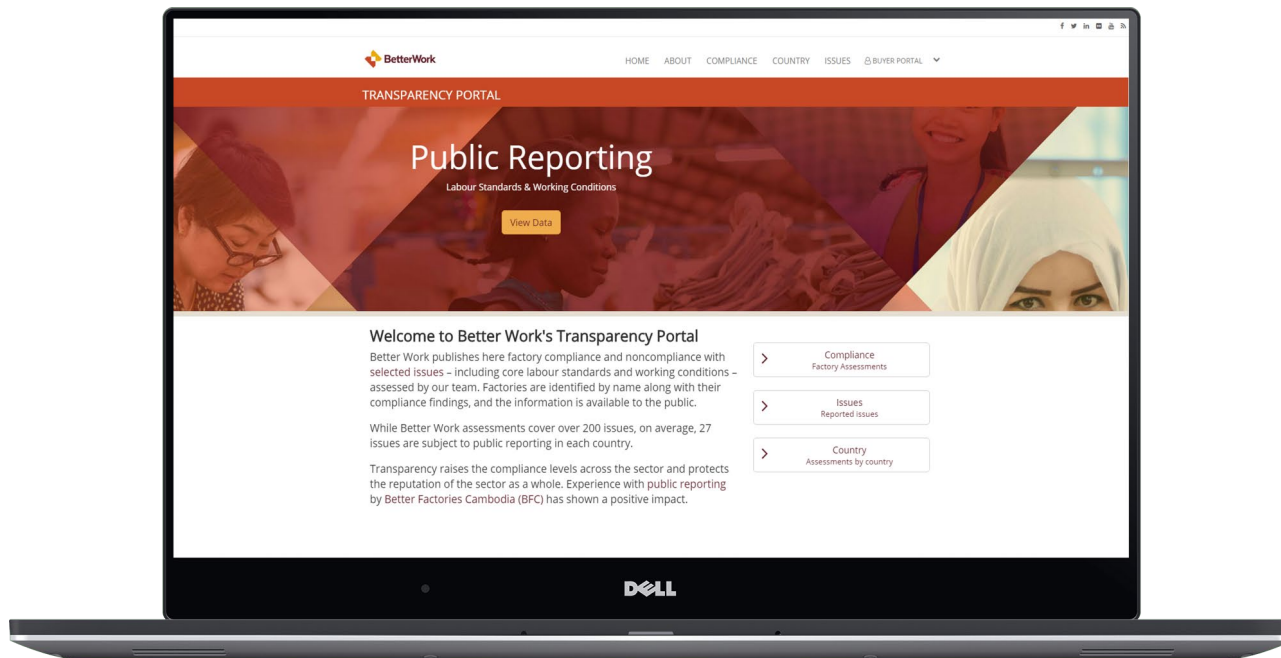 BetterWork
HOME ABOUT COMPLIANCE COUNTRY ISSUES BUYER PORTAL
TRANSPARENCY PORTAL
Public Reporting
Labour Standards & Working Conditions
View Data
Welcome to Better Work's Transparency Portal
Better Work publishes here factory compliance and noncompliance with
selected issues – including core labour standards and working conditions –
assessed by our team. Factories are identified by name along with their
compliance findings, and the information is available to the public.
While Better Work assessments cover over 200 issues, on average, 27
issues are subject to public reporting in each country.
Transparency raises the compliance levels across the sector and protects
the reputation of the sector as a whole. Experience with public reporting
by Better Factories Cambodia (BFC) has shown a positive impact.
Compliance
Factory Assessments
Issues
Reported issues
Country
Assessments by country
DELL